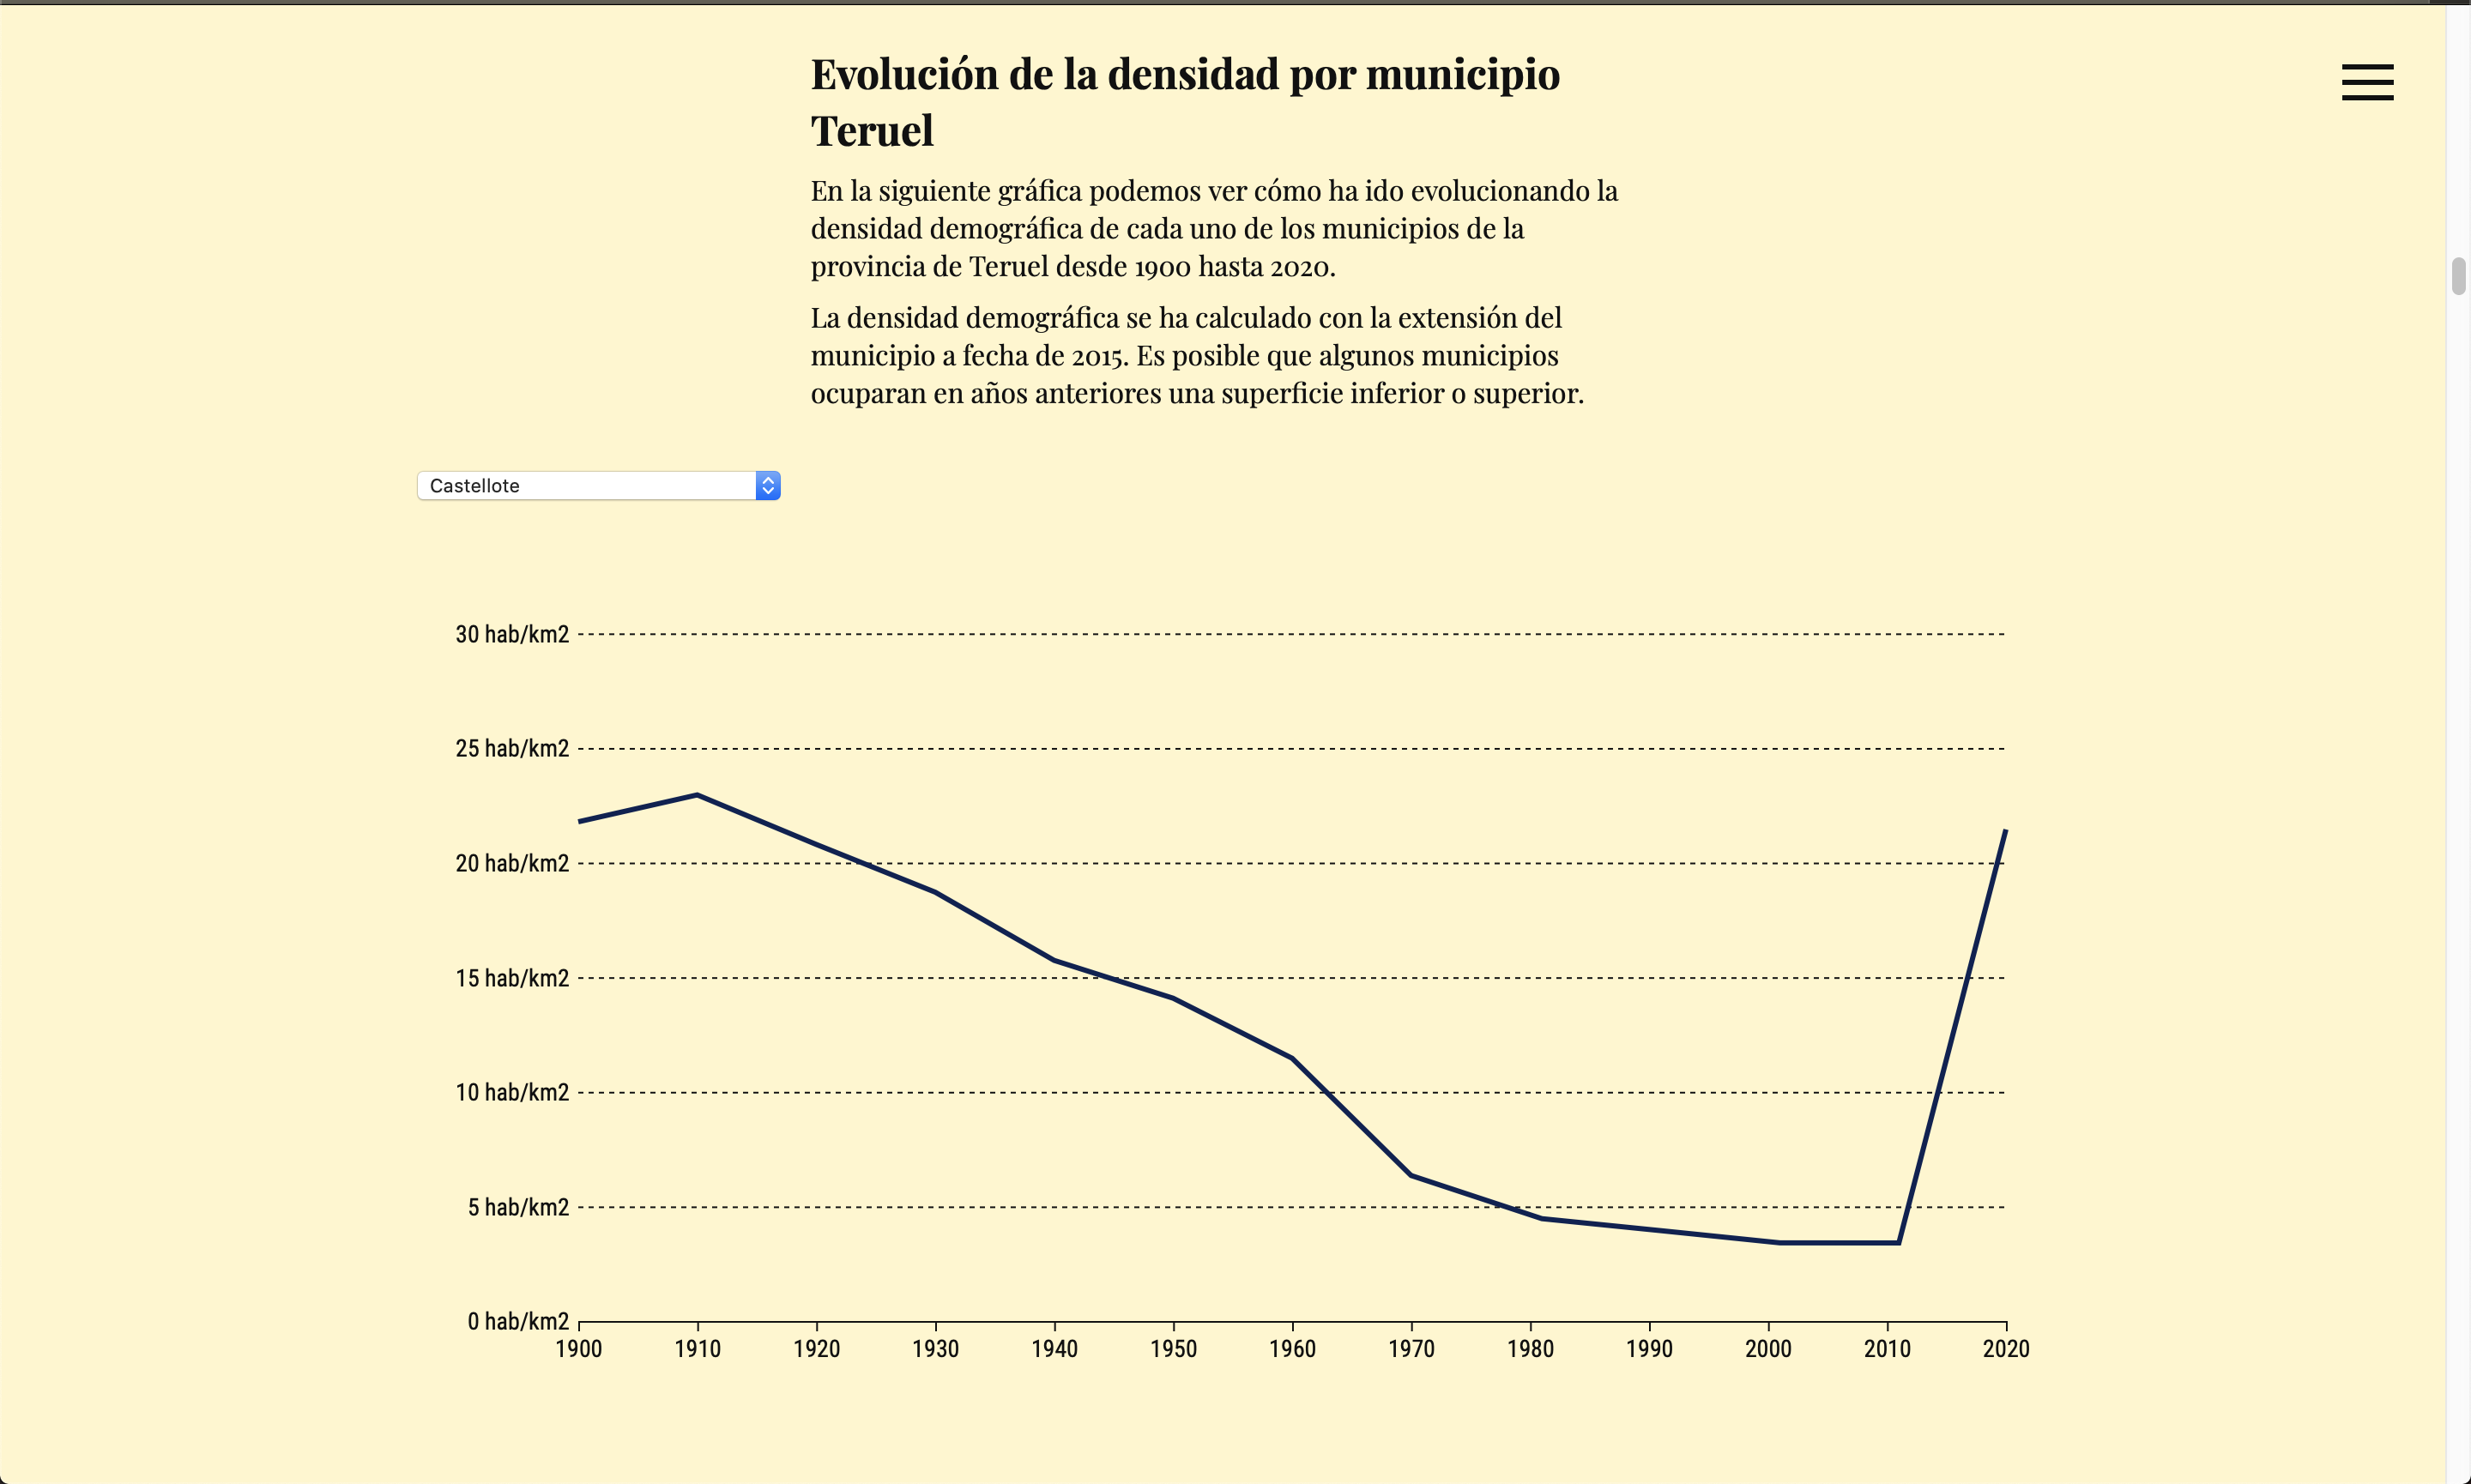 Evolución de la densidad por municipio
Teruel
En la siguiente gráfica podemos ver cómo ha ido evolucionando la
densidad demográfica de cada uno de los municipios de la
provincia de Teruel desde 1900 hasta 2020.
La densidad demográfica se ha calculado con la extensión del
municipio a fecha de 2015. Es posible que algunos municipios
ocuparan en años anteriores una superficie inferior o superior.
Castellote
30 hab/km2
25 hab/km2
20 hab/km2
15 hab/km2
10 hab/km2
5 hab/km2
0 hab/km2
1900 1910 1920 1930 1940 1950 1960 1970 1980 1990 2000 2010 2020